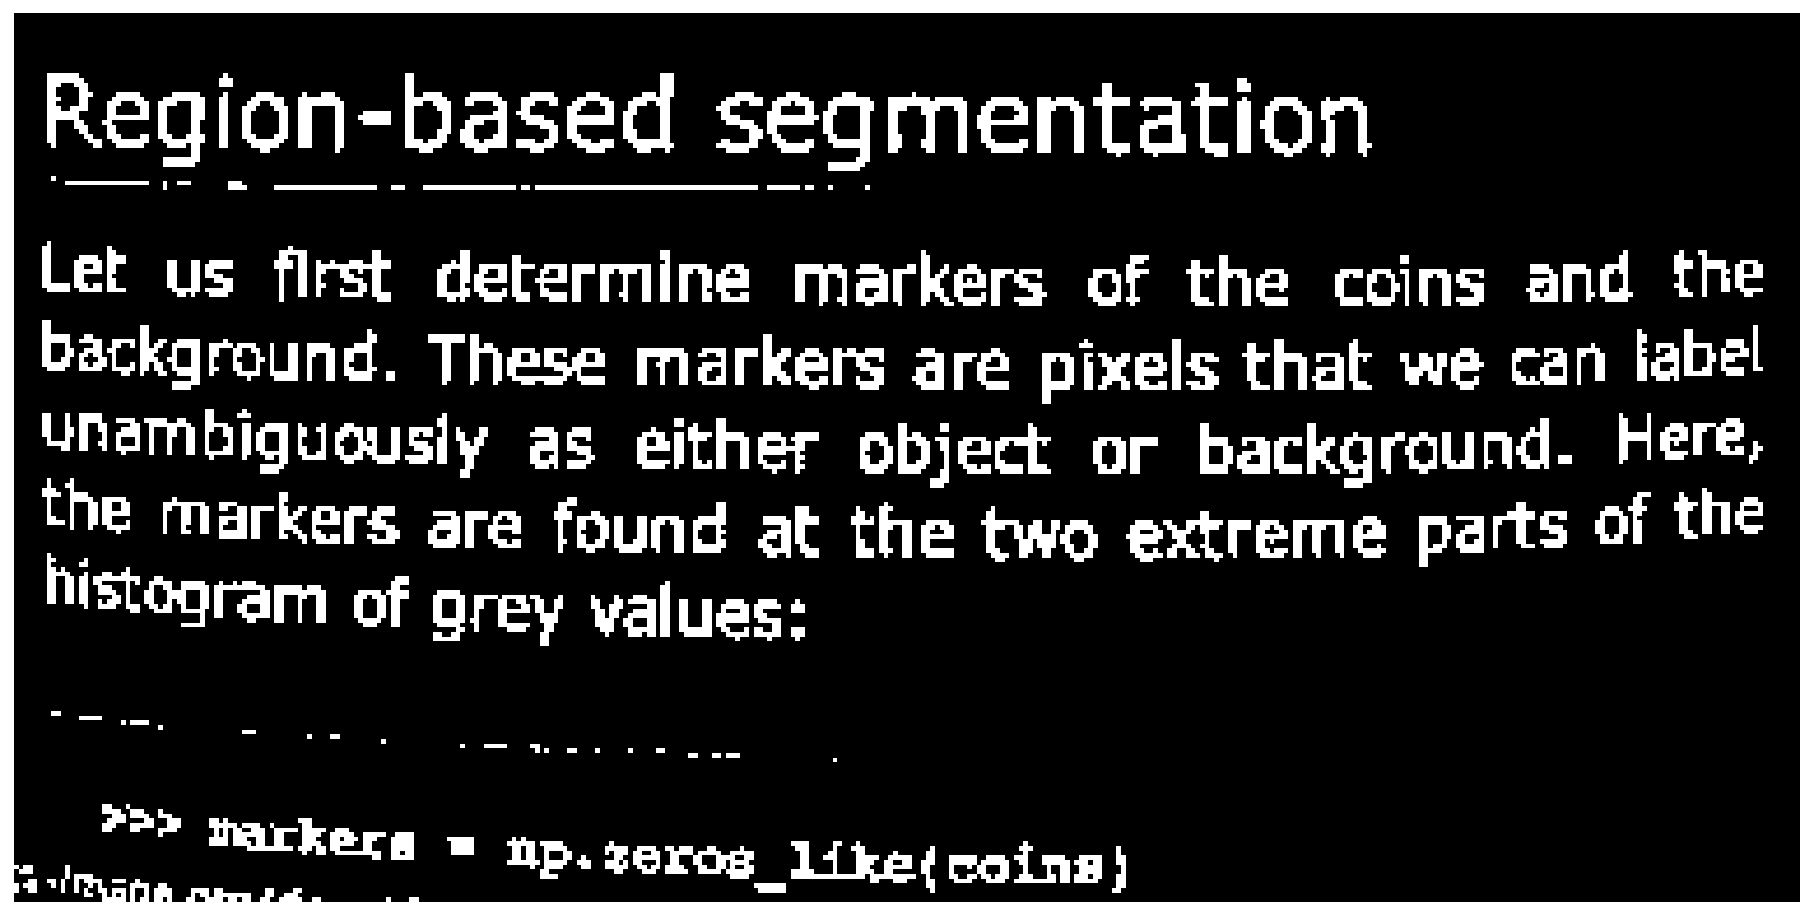 Region-based segmentation
Let us first determine markers of the coins and the
background. These markers are pixels that we can label
unambiguously as either object or background. Here,
the markers are found at the two extreme parts of the
histogram of grey values:
>>> markers = np.zeros_like(coins)